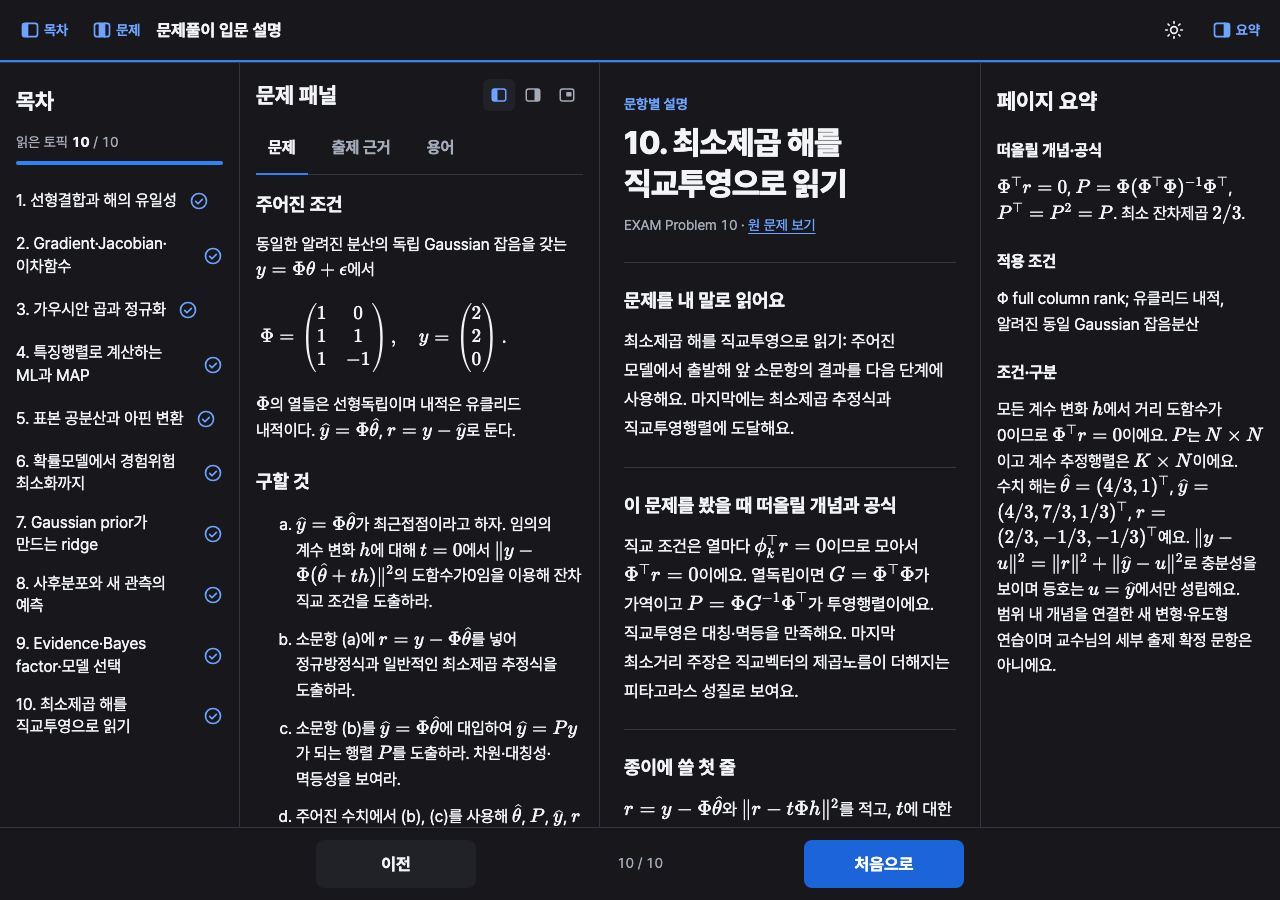 목차 문제 문제풀이 입문 설명 요약
목차
읽은 토픽 10 / 10
1. 선형결합과 해의 유일성
2. Gradient·Jacobian·
이차함수
3. 가우시안 곱과 정규화
4. 특징행렬로 계산하는
ML과 MAP
5. 표본 공분산과 아핀 변환
6. 확률모델에서 경험위험
최소화까지
7. Gaussian prior가
만드는 ridge
8. 사후분포와 새 관측의
예측
9. Evidence·Bayes
factor·모델 선택
10. 최소제곱 해를
직교투영으로 읽기
문제 패널
문제 출제 근거 용어
주어진 조건
동일한 알려진 분산의 독립 Gaussian 잡음을 갖는
y = Φθ + ϵ에서
Φ = (1 0; 1 1; 1 −1), y = (2; 2; 0).
Φ의 열들은 선형독립이며 내적은 유클리드
내적이다. ŷ = Φθ̂, r = y − ŷ로 둔다.
구할 것
a. ŷ = Φθ̂가 최근접점이라고 하자. 임의의
계수 변화 h에 대해 t = 0에서 ∥y −
Φ(θ̂ + th)∥²의 도함수가0임을 이용해 잔차
직교 조건을 도출하라.
b. 소문항 (a)에 r = y − Φθ̂를 넣어
정규방정식과 일반적인 최소제곱 추정식을
도출하라.
c. 소문항 (b)를 ŷ = Φθ̂에 대입하여 ŷ = Py
가 되는 행렬 P를 도출하라. 차원·대칭성·
멱등성을 보여라.
d. 주어진 수치에서 (b), (c)를 사용해 θ̂, P, ŷ, r
문항별 설명
10. 최소제곱 해를
직교투영으로 읽기
EXAM Problem 10 · 원 문제 보기
문제를 내 말로 읽어요
최소제곱 해를 직교투영으로 읽기: 주어진
모델에서 출발해 앞 소문항의 결과를 다음 단계에
사용해요. 마지막에는 최소제곱 추정식과
직교투영행렬에 도달해요.
이 문제를 봤을 때 떠올릴 개념과 공식
직교 조건은 열마다 ϕₖ⊤r = 0이므로 모아서
Φ⊤r = 0이에요. 열독립이면 G = Φ⊤Φ가
가역이고 P = ΦG⁻¹Φ⊤가 투영행렬이에요.
직교투영은 대칭·멱등을 만족해요. 마지막
최소거리 주장은 직교벡터의 제곱노름이 더해지는
피타고라스 성질로 보여요.
종이에 쓸 첫 줄
r = y − Φθ̂와 ∥r − tΦh∥²를 적고, t에 대한
페이지 요약
떠올릴 개념·공식
Φ⊤r = 0, P = Φ(Φ⊤Φ)⁻¹Φ⊤,
P⊤ = P² = P. 최소 잔차제곱 2/3.
적용 조건
Φ full column rank; 유클리드 내적,
알려진 동일 Gaussian 잡음분산
조건·구분
모든 계수 변화 h에서 거리 도함수가
0이므로 Φ⊤r = 0이에요. P는 N × N
이고 계수 추정행렬은 K × N이에요.
수치 해는 θ̂ = (4/3, 1)⊤, ŷ =
(4/3, 7/3, 1/3)⊤, r =
(2/3, −1/3, −1/3)⊤예요. ∥y −
u∥² = ∥r∥² + ∥ŷ − u∥²로 충분성을
보이며 등호는 u = ŷ에서만 성립해요.
범위 내 개념을 연결한 새 변형·유도형
연습이며 교수님의 세부 출제 확정 문항은
아니에요.
이전 10 / 10 처음으로